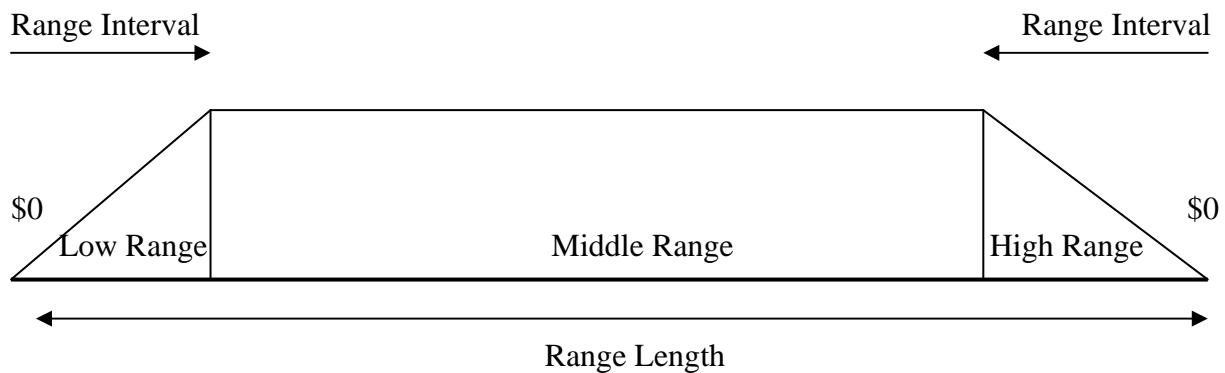 Range Interval Range Interval
$0 $0
Low Range Middle Range High Range
Range Length